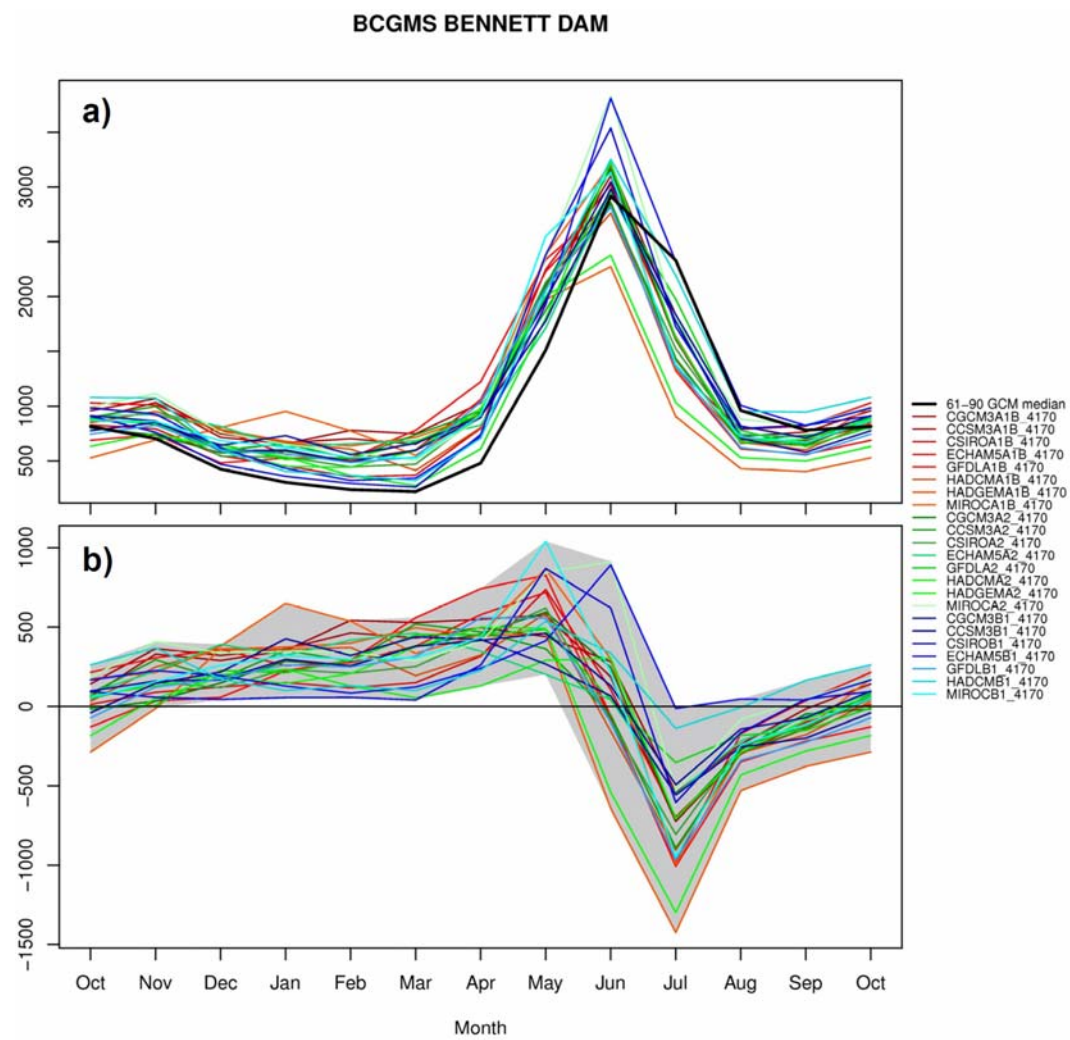 BCGMS BENNETT DAM
a)
3000
2000
1000
500
61−90 GCM median
CGCM3A1B_4170
CCSM3A1B_4170
CSIROA1B_4170
ECHAM5A1B_4170
GFDLA1B_4170
HADCMA1B_4170
HADGEMA1B_4170
MIROCA1B_4170
CGCM3A2_4170
CCSM3A2_4170
CSIROA2_4170
ECHAM5A2_4170
GFDLA2_4170
HADCMA2_4170
HADGEMA2_4170
MIROCA2_4170
CGCM3B1_4170
CCSM3B1_4170
CSIROB1_4170
ECHAM5B1_4170
GFDLB1_4170
HADCMB1_4170
MIROCB1_4170
b)
1000
500
0
−500
−1000
−1500
Oct Nov Dec Jan Feb Mar Apr May Jun Jul Aug Sep Oct
Month